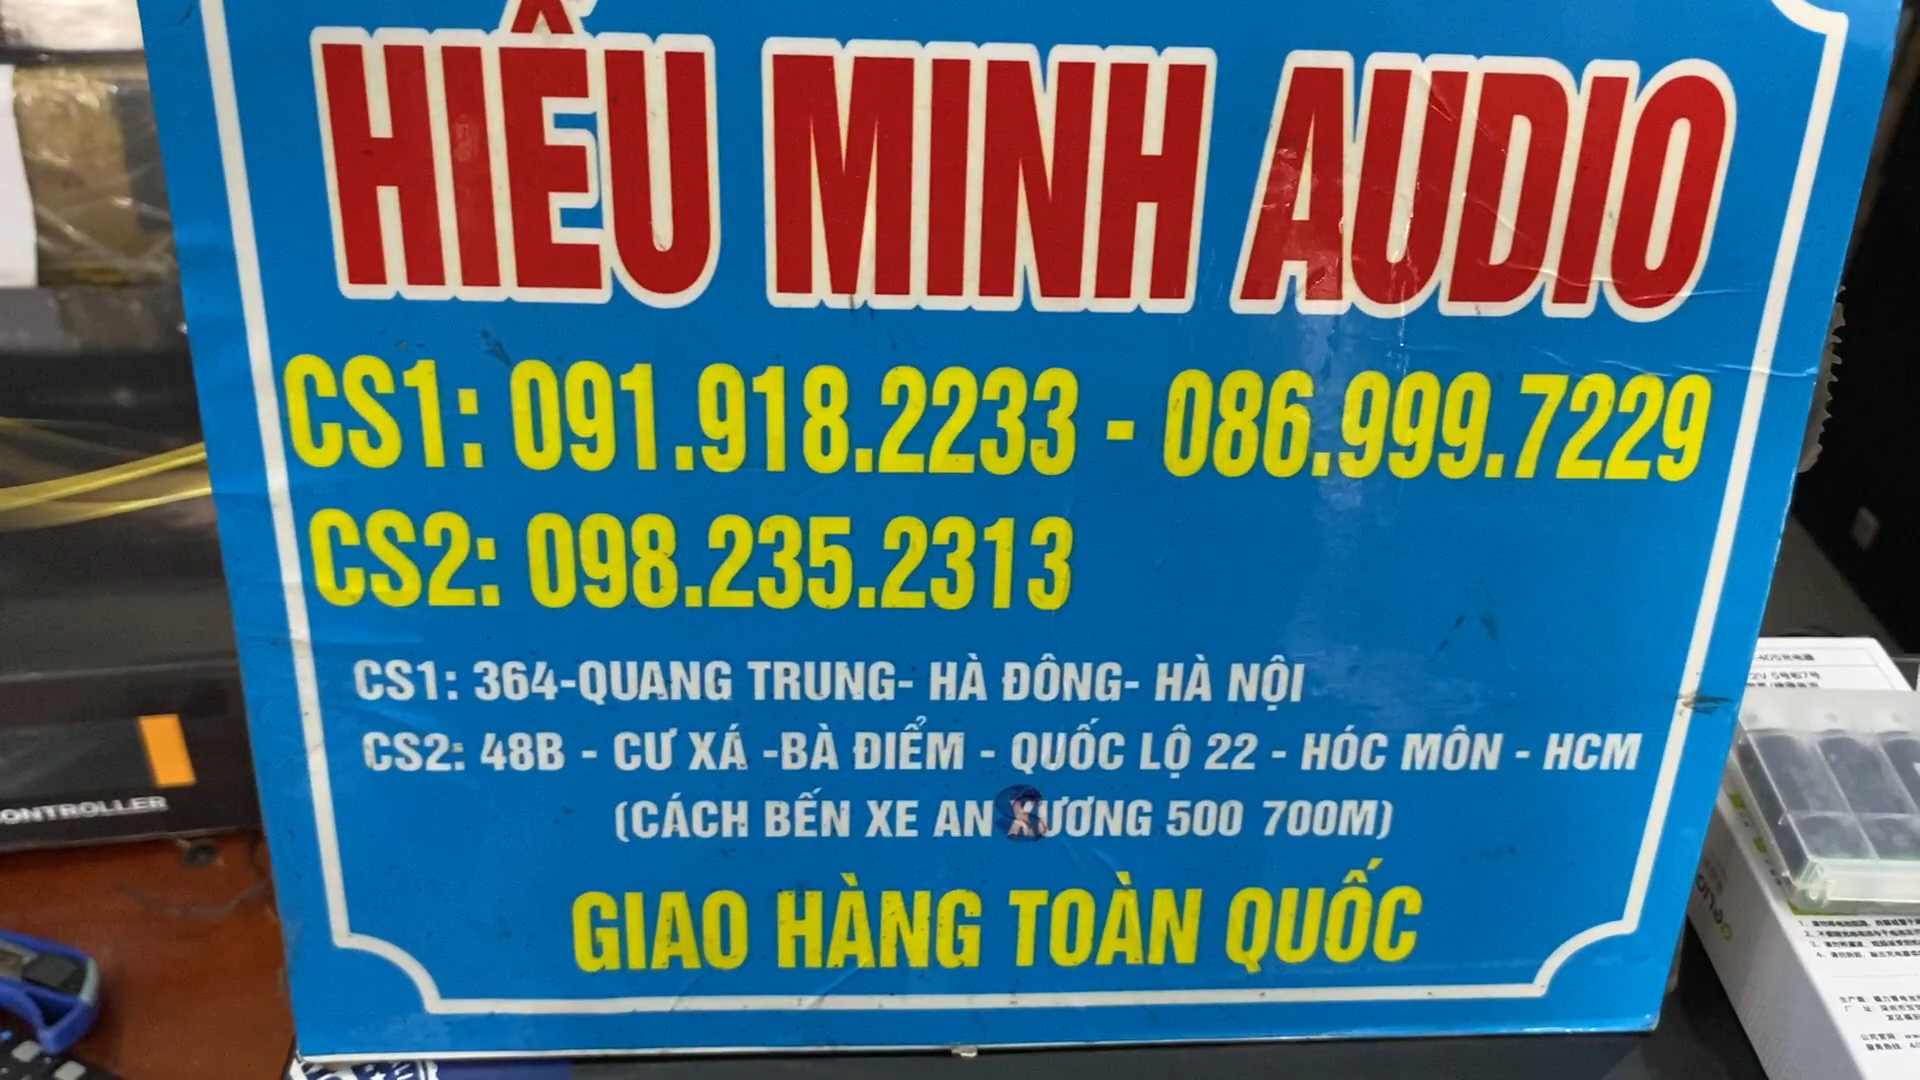 HIẾU MINH AUDIO
CS1: 091.918.2233 - 086.999.7229
CS2: 098.235.2313
CS1: 364-QUANG TRUNG- HÀ ĐÔNG- HÀ NỘI
CS2: 48B - CƯ XÁ -BÀ ĐIỂM - QUỐC LỘ 22 - HÓC MÔN - HCM
(CÁCH BẾN XE AN XƯƠNG 500 700M)
GIAO HÀNG TOÀN QUỐC
ONTROLLER